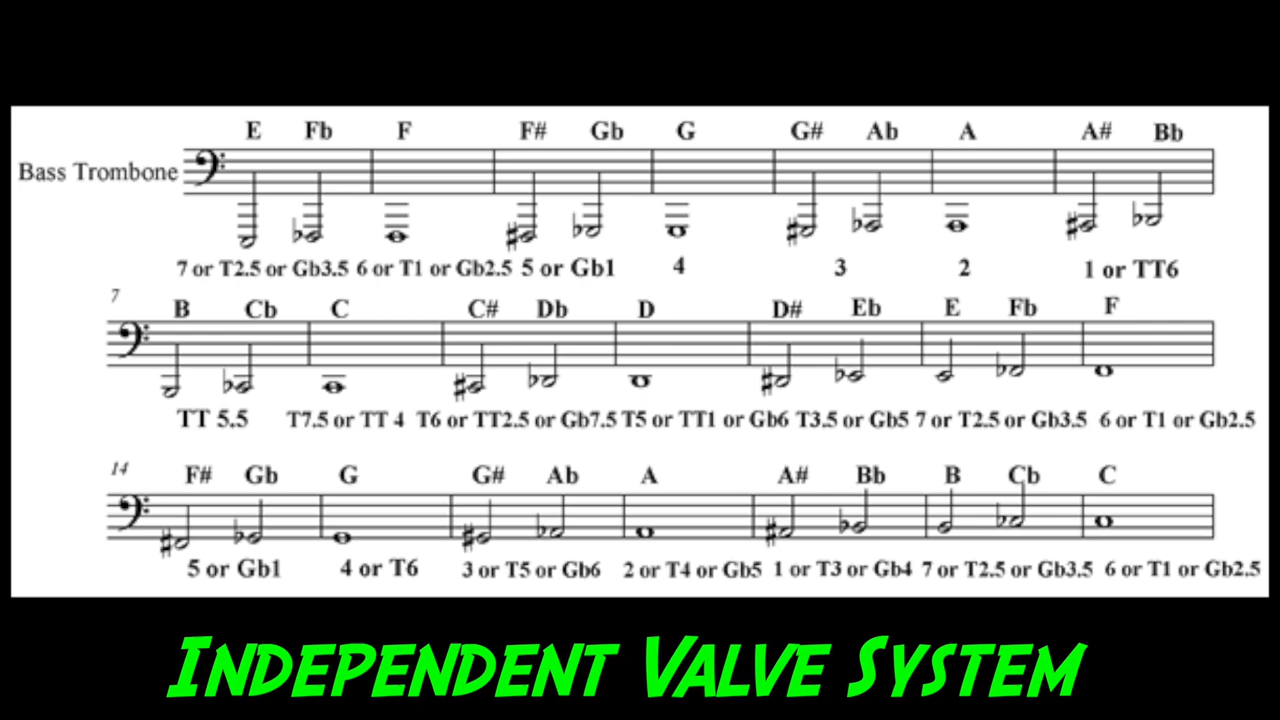 E Fb F F# Gb G G# Ab A A# Bb
Bass Trombone
7 or T2.5 or Gb3.5 6 or T1 or Gb2.5 5 or Gb1 4 3 2 1 or TT6
7
B Cb C C# Db D D# Eb E Fb F
TT 5.5 T7.5 or TT 4 T6 or TT2.5 or Gb7.5 T5 or TT1 or Gb6 T3.5 or Gb5 7 or T2.5 or Gb3.5 6 or T1 or Gb2.5
14
F# Gb G G# Ab A A# Bb B Cb C
5 or Gb1 4 or T6 3 or T5 or Gb6 2 or T4 or Gb5 1 or T3 or Gb4 7 or T2.5 or Gb3.5 6 or T1 or Gb2.5
INDEPENDENT VALVE SYSTEM